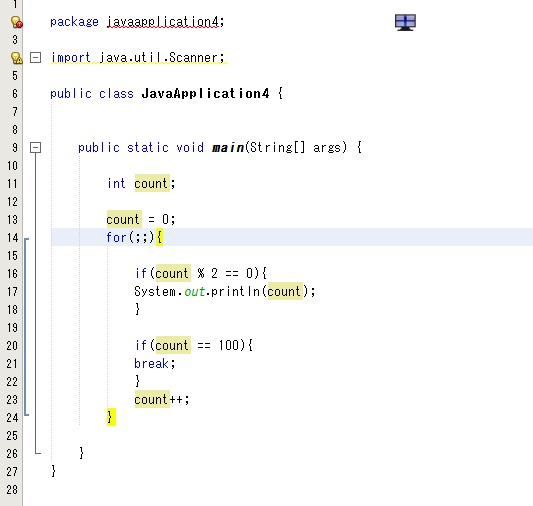 1
package javaapplication4;
3
import java.util.Scanner;
5
6 public class JavaApplication4 {
7
8
9 public static void main(String[] args) {
10
11 int count;
12
13 count = 0;
14 for(;;){
15
16 if(count % 2 == 0){
17 System.out.println(count);
18 }
19
20 if(count == 100){
21 break;
22 }
23 count++;
24 }
25
26 }
27 }
28